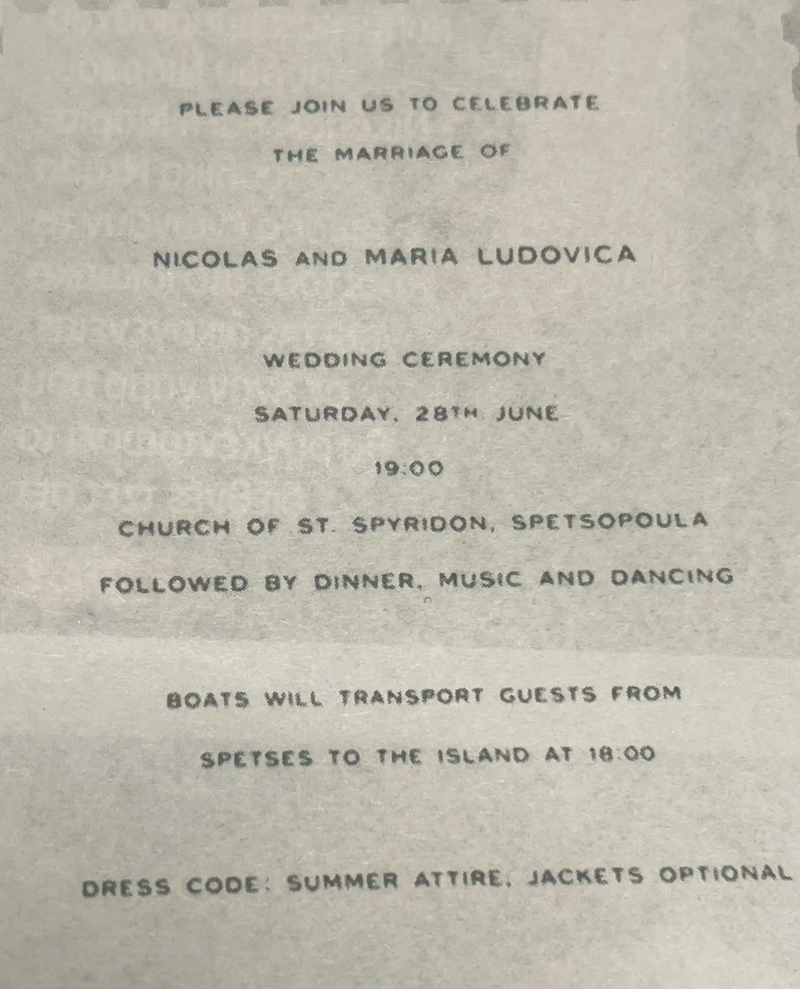 PLEASE JOIN US TO CELEBRATE
THE MARRIAGE OF
NICOLAS AND MARIA LUDOVICA
WEDDING CEREMONY
SATURDAY, 28TH JUNE
19:00
CHURCH OF ST. SPYRIDON, SPETSOPOULA
FOLLOWED BY DINNER, MUSIC AND DANCING
BOATS WILL TRANSPORT GUESTS FROM
SPETSES TO THE ISLAND AT 18:00
DRESS CODE: SUMMER ATTIRE, JACKETS OPTIONAL